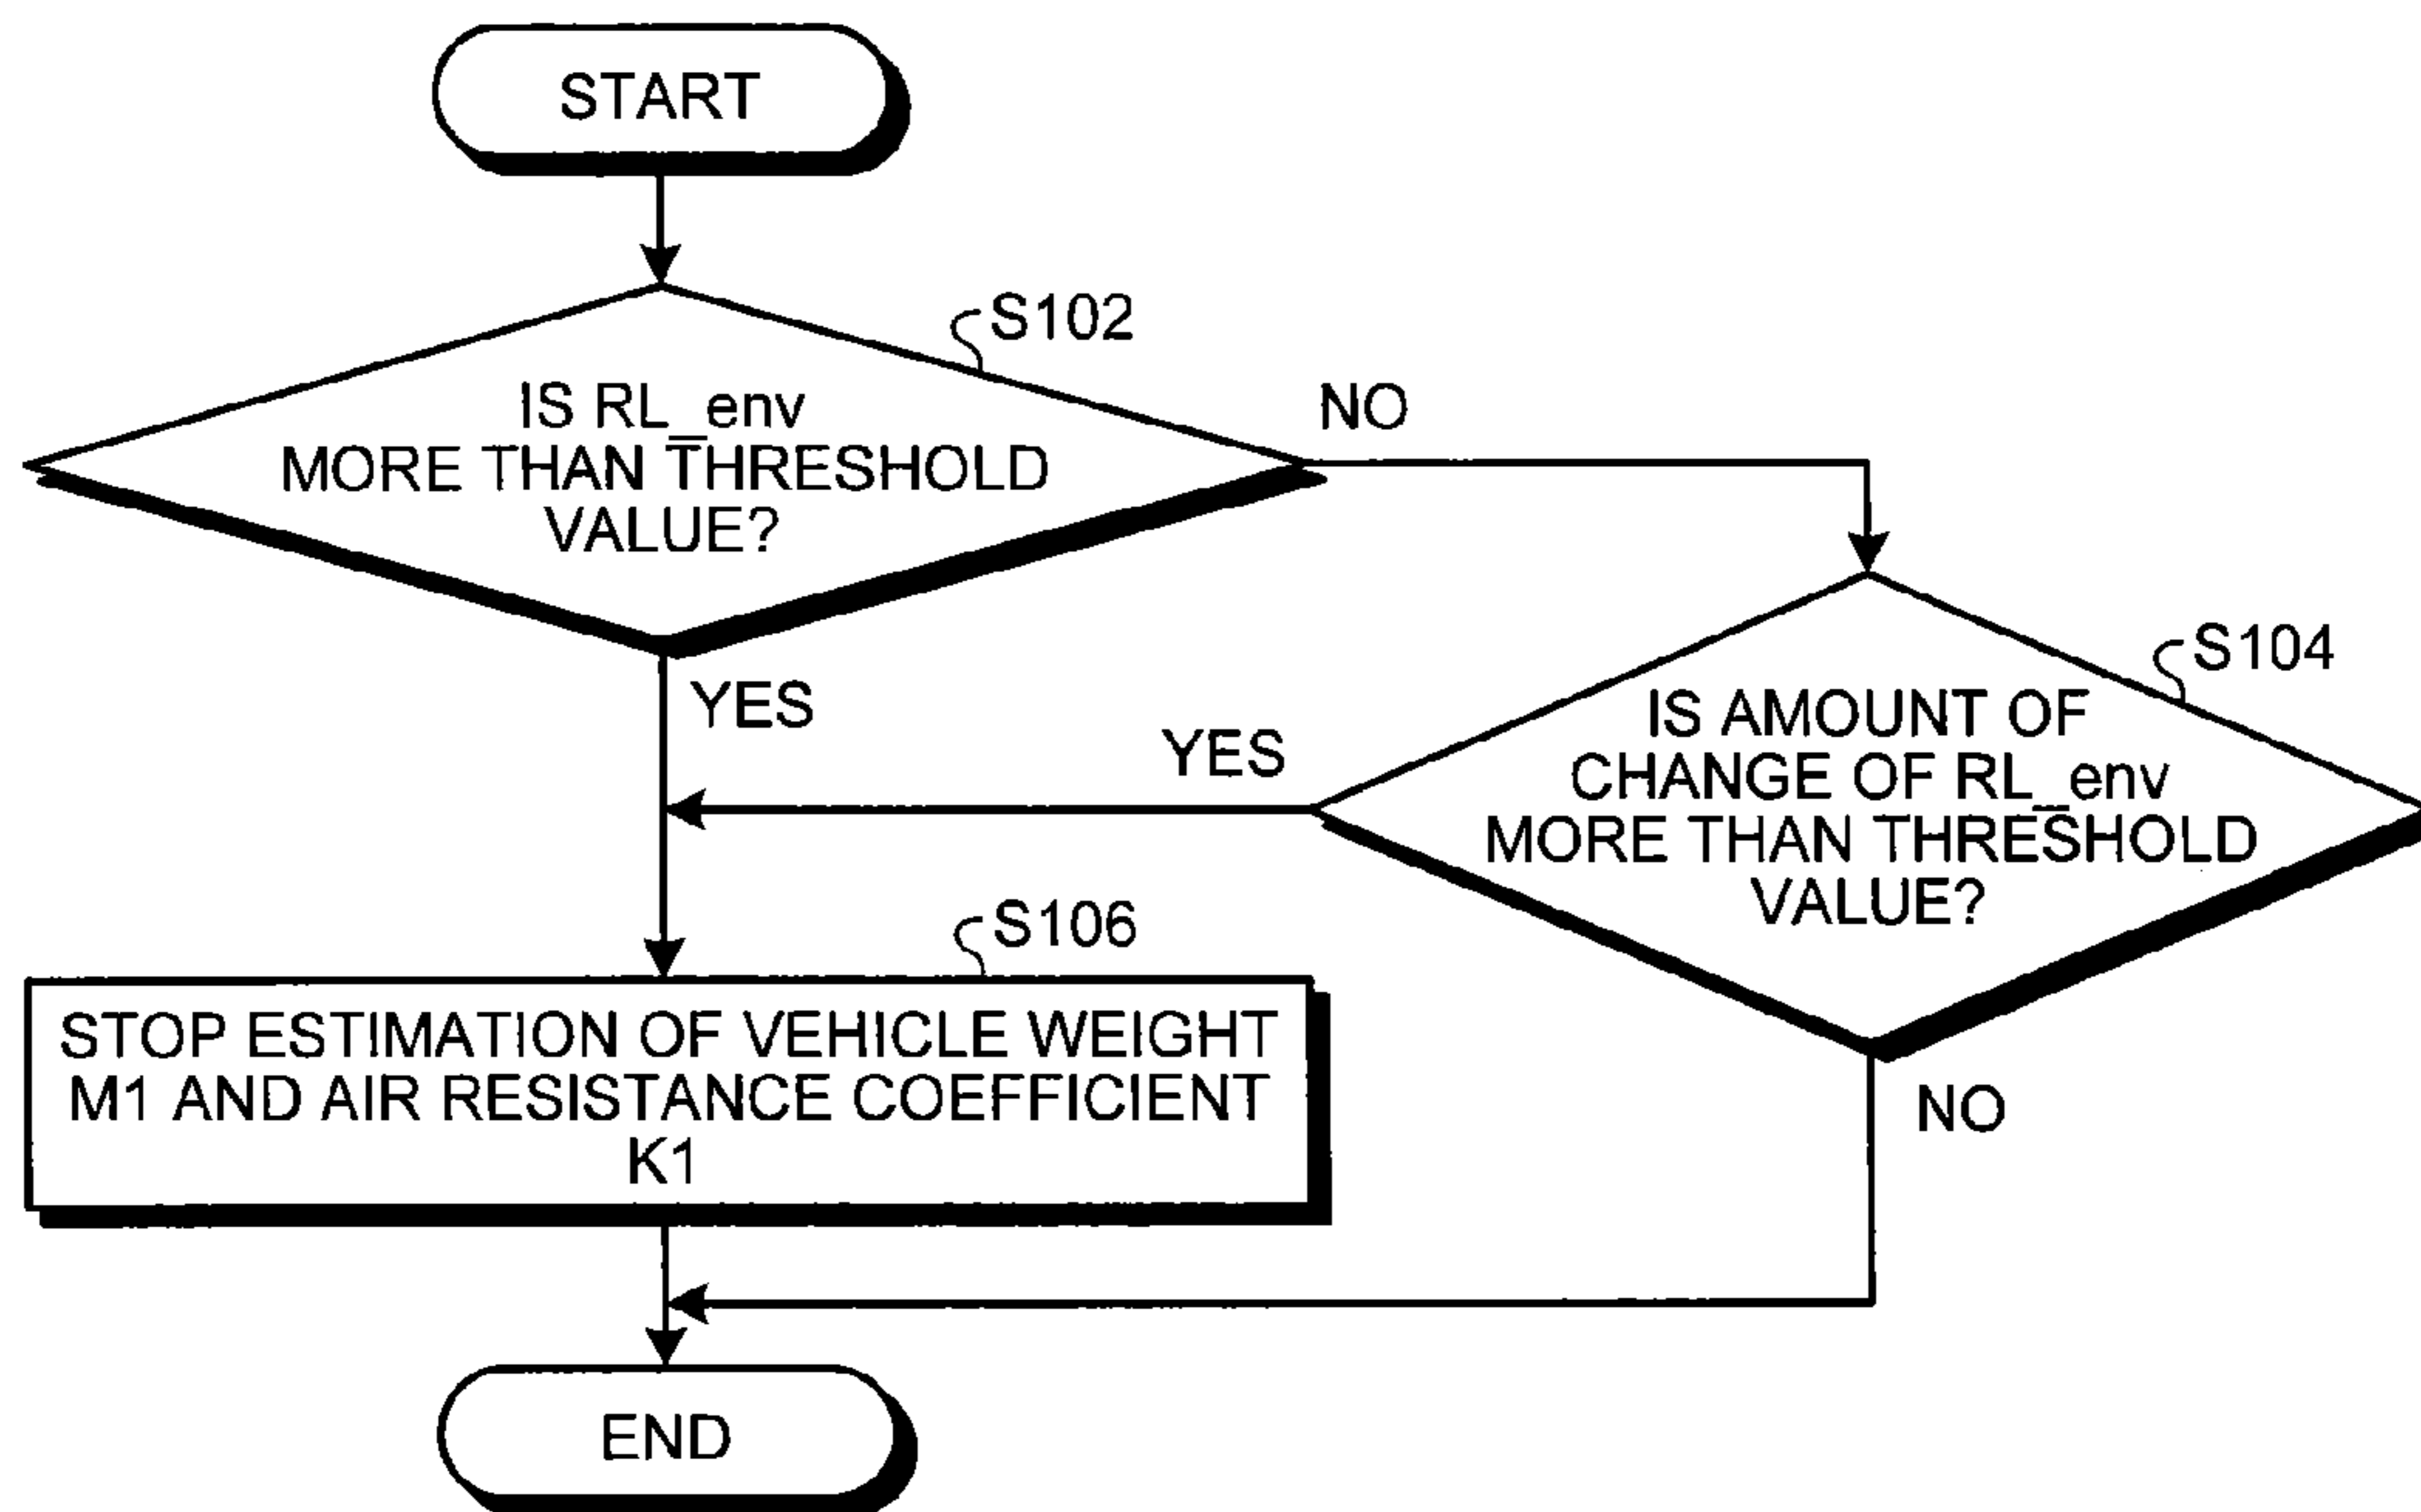 START
S102
IS RL_env
MORE THAN THRESHOLD
VALUE?
NO
YES
S104
IS AMOUNT OF
CHANGE OF RL_env
MORE THAN THRESHOLD
VALUE?
YES
NO
S106
STOP ESTIMATION OF VEHICLE WEIGHT
M1 AND AIR RESISTANCE COEFFICIENT
K1
END